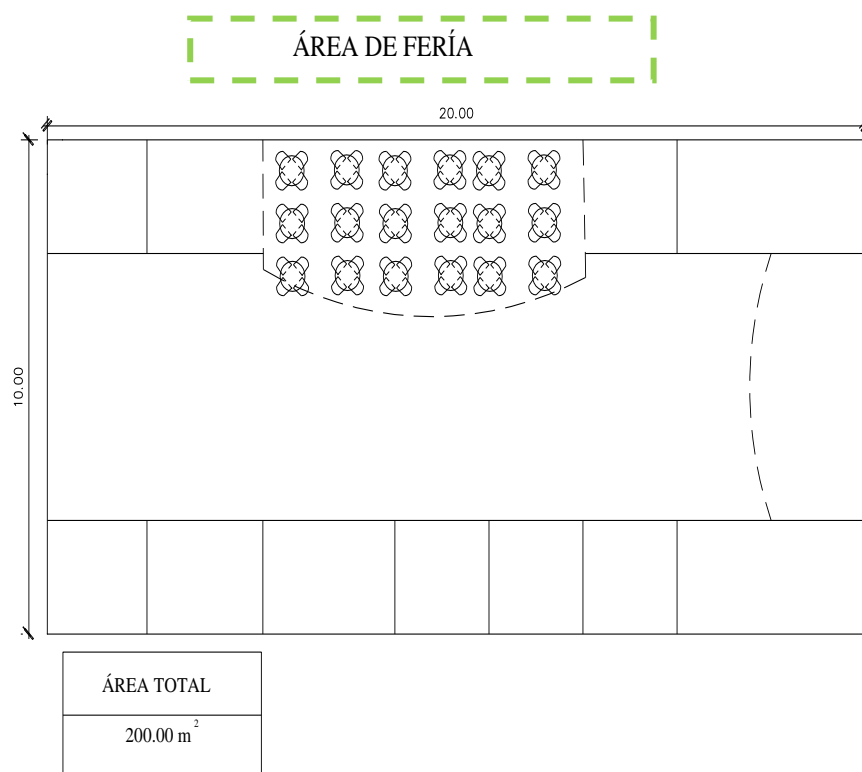 ÁREA DE FERÍA
20.00
10.00
ÁREA TOTAL
200.00 m²